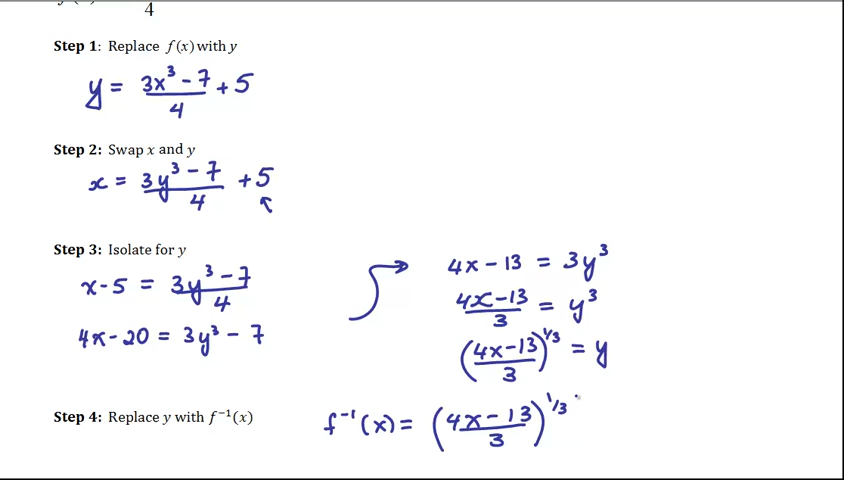 4
Step 1: Replace f(x) with y
y = (3x³ - 7)/4 + 5
Step 2: Swap x and y
x = (3y³ - 7)/4 + 5
Step 3: Isolate for y
x - 5 = (3y³ - 7)/4
4x - 20 = 3y³ - 7
4x - 13 = 3y³
(4x - 13)/3 = y³
((4x - 13)/3)^(1/3) = y
Step 4: Replace y with f⁻¹(x)
f⁻¹(x) = ((4x - 13)/3)^(1/3)